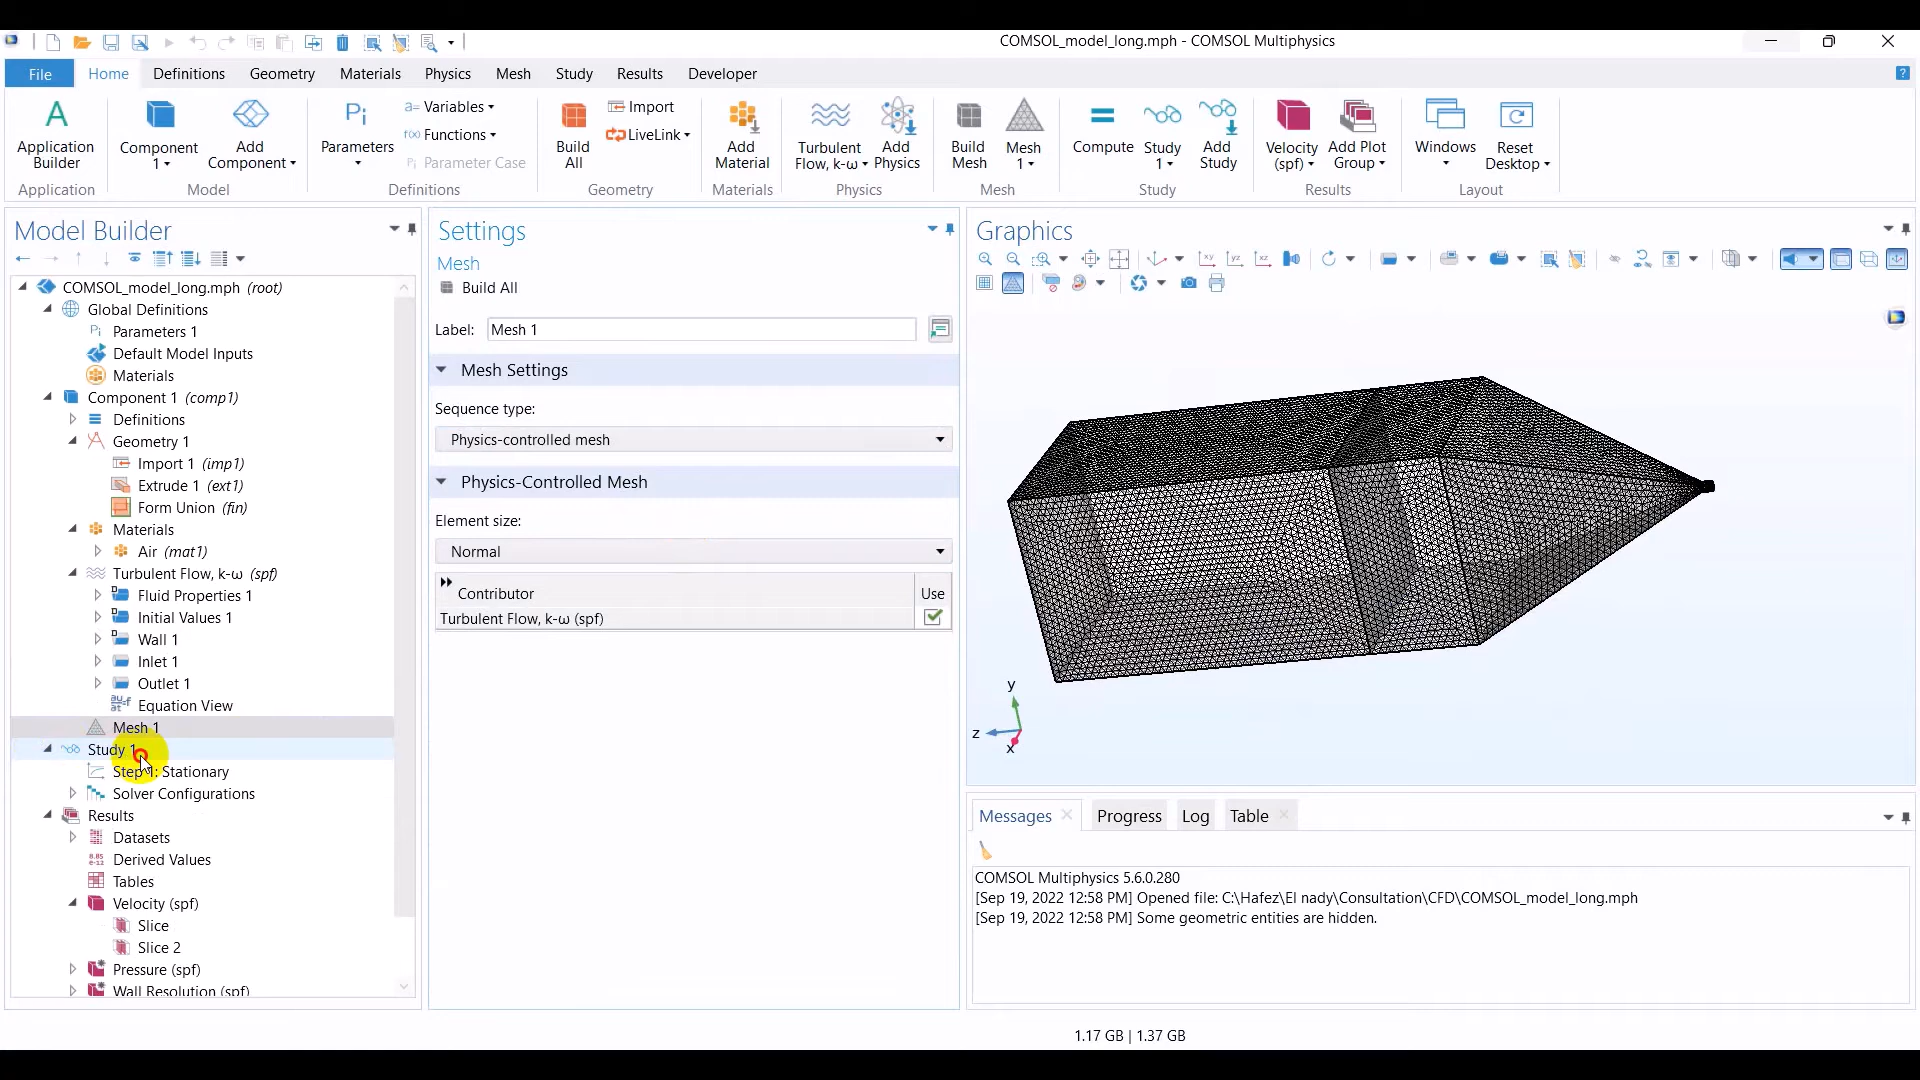 COMSOL_model_long.mph - COMSOL Multiphysics
File Home Definitions Geometry Materials Physics Mesh Study Results Developer
Application Builder
Component 1
Add Component
Parameters
a= Variables
f(x) Functions
Pi Parameter Case
Build All
Import
LiveLink
Add Material
Turbulent Flow, k-ω
Add Physics
Build Mesh
Mesh 1
Compute
Study 1
Add Study
Velocity (spf)
Add Plot Group
Windows
Reset Desktop
Application Model Definitions Geometry Materials Physics Mesh Study Results Layout
Model Builder
COMSOL_model_long.mph (root)
Global Definitions
Pi Parameters 1
Default Model Inputs
Materials
Component 1 (comp1)
Definitions
Geometry 1
Import 1 (imp1)
Extrude 1 (ext1)
Form Union (fin)
Materials
Air (mat1)
Turbulent Flow, k-ω (spf)
Fluid Properties 1
Initial Values 1
Wall 1
Inlet 1
Outlet 1
Equation View
Mesh 1
Study 1
Step 1: Stationary
Solver Configurations
Results
Datasets
Derived Values
Tables
Velocity (spf)
Slice
Slice 2
Pressure (spf)
Wall Resolution (spf)
Settings
Mesh
Build All
Label: Mesh 1
Mesh Settings
Sequence type:
Physics-controlled mesh
Physics-Controlled Mesh
Element size:
Normal
Contributor Use
Turbulent Flow, k-ω (spf)
Graphics
xy yz xz
y
z
x
Messages Progress Log Table
COMSOL Multiphysics 5.6.0.280
[Sep 19, 2022 12:58 PM] Opened file: C:\Hafez\El nady\Consultation\CFD\COMSOL_model_long.mph
[Sep 19, 2022 12:58 PM] Some geometric entities are hidden.
1.17 GB | 1.37 GB